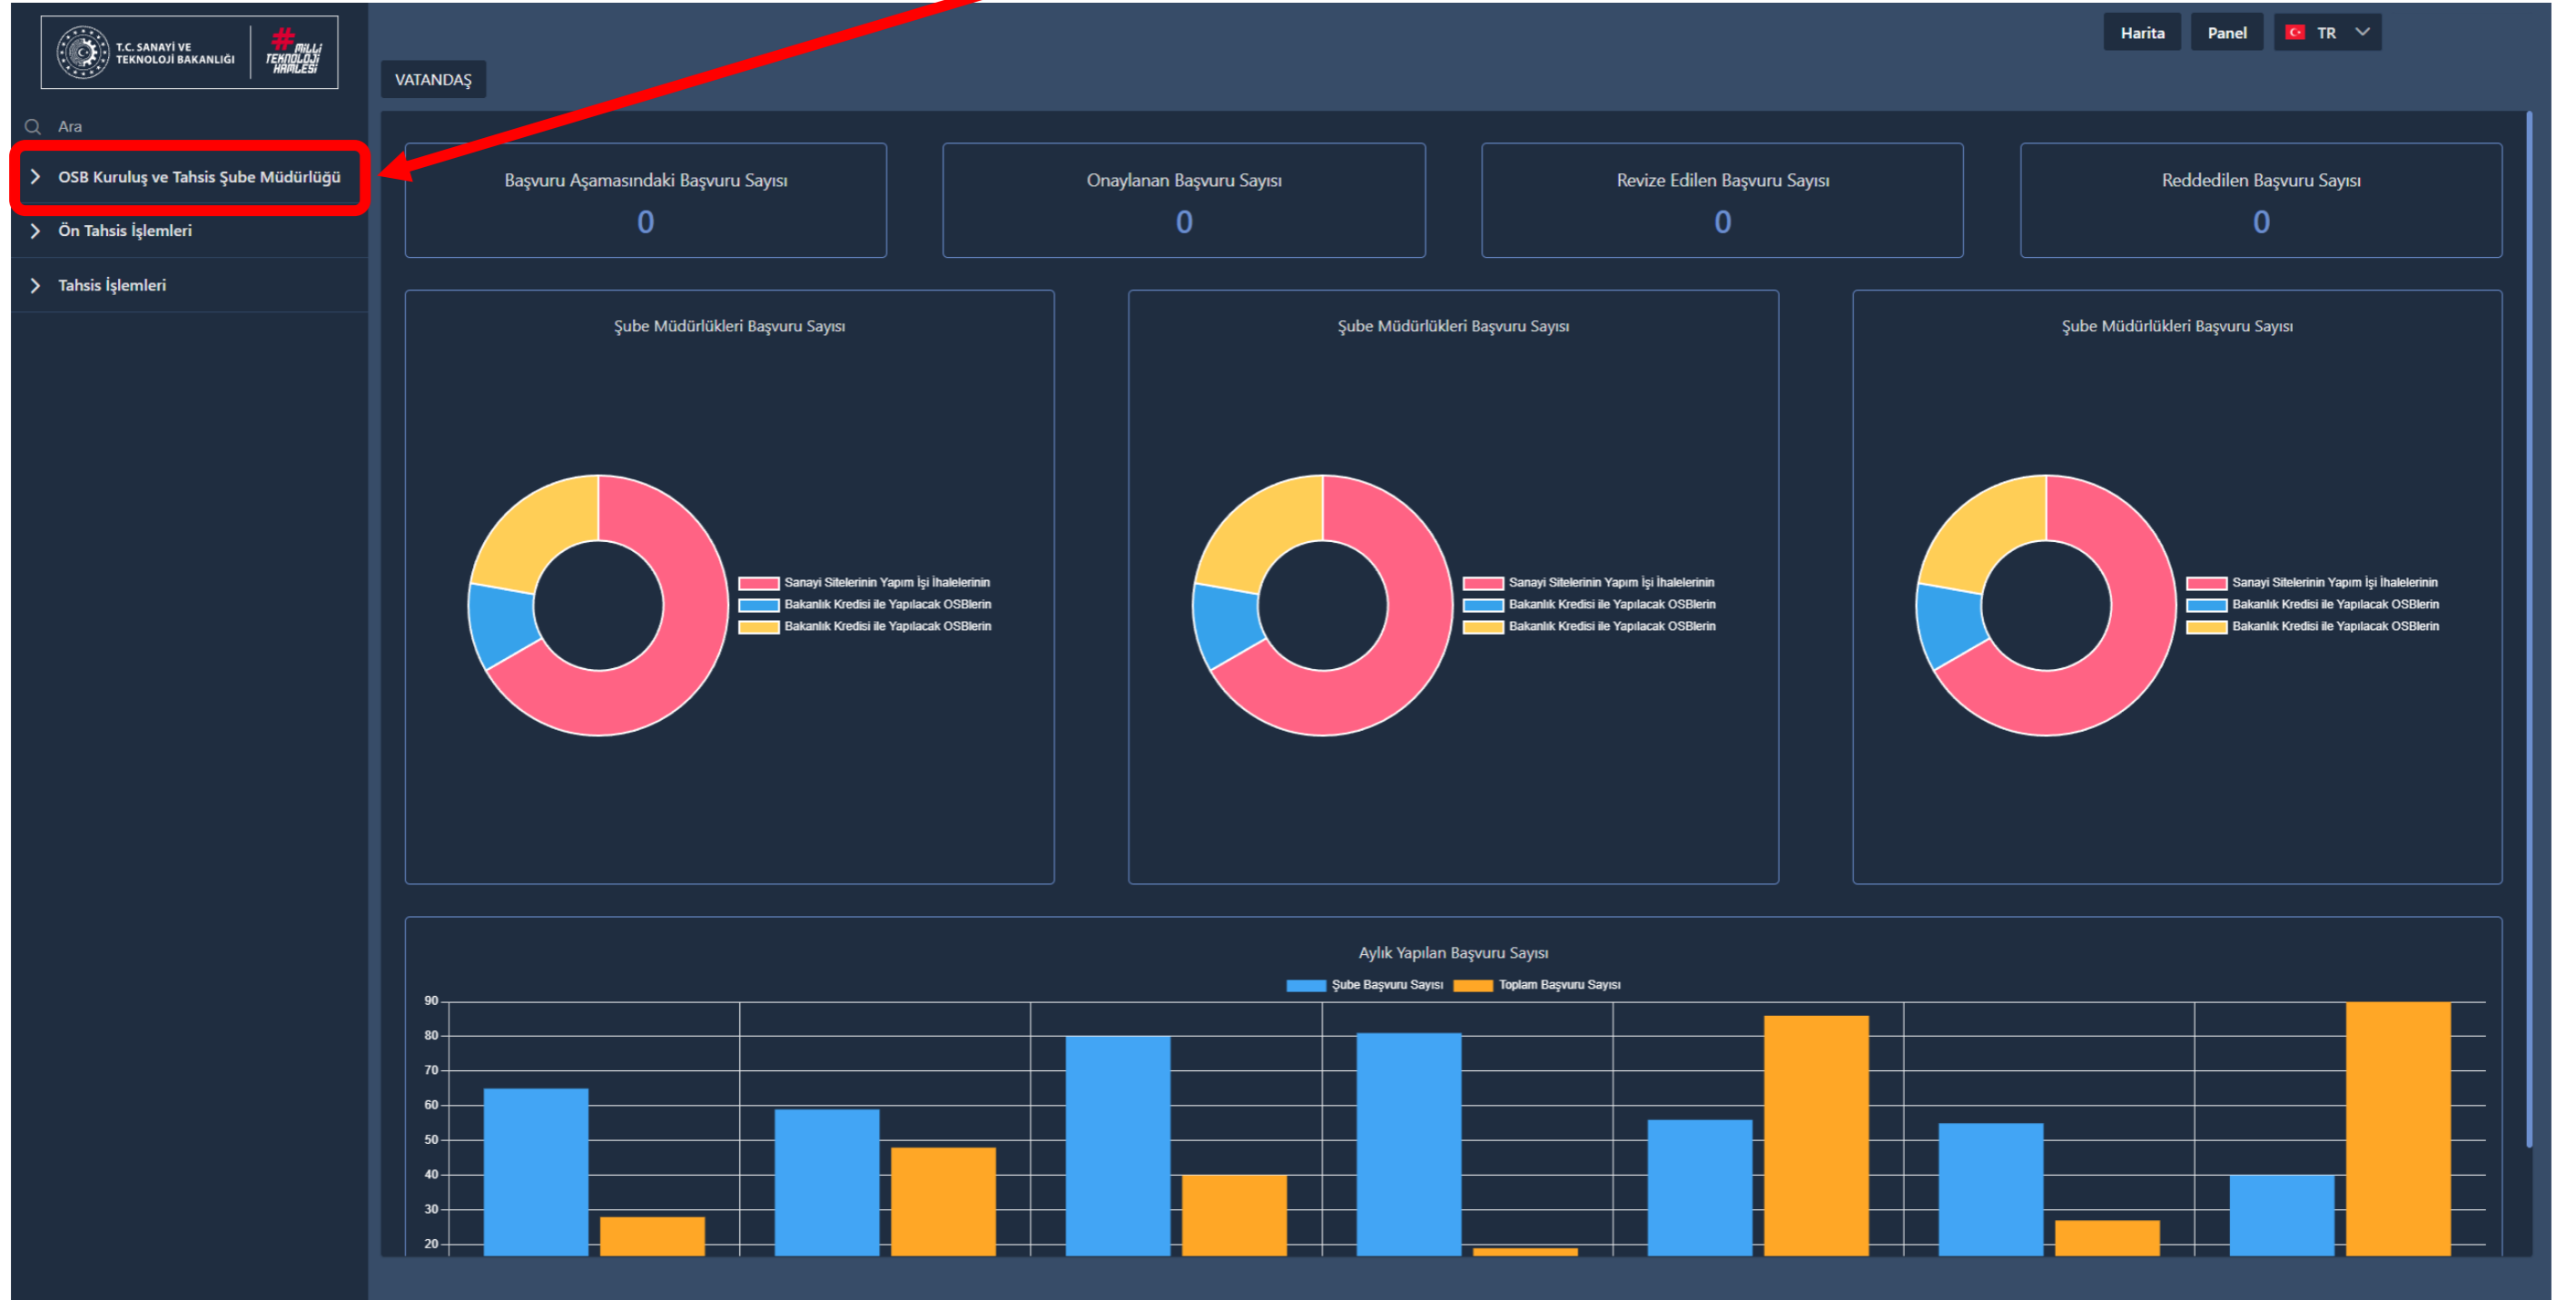 T.C. SANAYİ VE
TEKNOLOJİ BAKANLIĞI
#MİLLİ
TEKNOLOJİ
HAMLESİ
Harita
Panel
TR
VATANDAŞ
Ara
OSB Kuruluş ve Tahsis Şube Müdürlüğü
Ön Tahsis İşlemleri
Tahsis İşlemleri
Başvuru Aşamasındaki Başvuru Sayısı
0
Onaylanan Başvuru Sayısı
0
Revize Edilen Başvuru Sayısı
0
Reddedilen Başvuru Sayısı
0
Şube Müdürlükleri Başvuru Sayısı
Sanayi Sitelerinin Yapım İşi İhalelerinin
Bakanlık Kredisi ile Yapılacak OSBlerin
Bakanlık Kredisi ile Yapılacak OSBlerin
Şube Müdürlükleri Başvuru Sayısı
Sanayi Sitelerinin Yapım İşi İhalelerinin
Bakanlık Kredisi ile Yapılacak OSBlerin
Bakanlık Kredisi ile Yapılacak OSBlerin
Şube Müdürlükleri Başvuru Sayısı
Sanayi Sitelerinin Yapım İşi İhalelerinin
Bakanlık Kredisi ile Yapılacak OSBlerin
Bakanlık Kredisi ile Yapılacak OSBlerin
Aylık Yapılan Başvuru Sayısı
Şube Başvuru Sayısı
Toplam Başvuru Sayısı
90
80
70
60
50
40
30
20